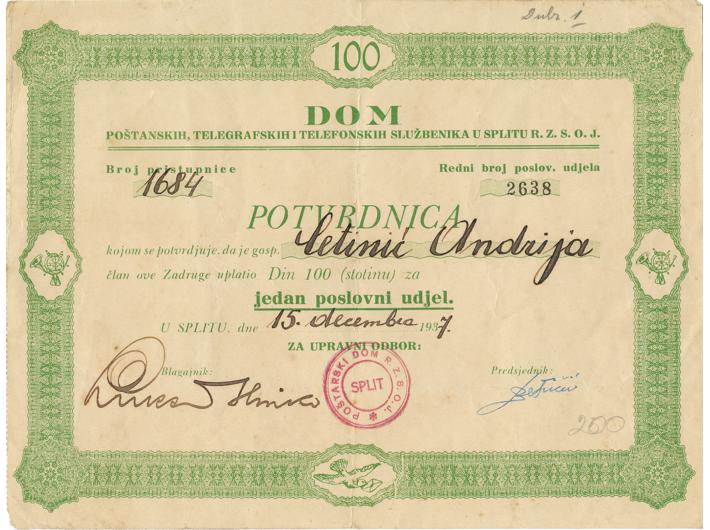 Dubr. 1
100
DOM
POŠTANSKIH, TELEGRAFSKIH I TELEFONSKIH SLUŽBENIKA U SPLITU R. Z. S. O. J.
Broj pristupnice
Redni broj poslov. udjela
1684
2638
POTVRDNICA
kojom se potvrdjuje, da je gosp. Cetinić Andrija
član ove Zadruge uplatio Din 100 (stotinu) za
jedan poslovni udjel.
U SPLITU, dne 15. decembra 1937.
ZA UPRAVNI ODBOR:
Blagajnik:
Predsjednik:
POŠTARSKI DOM R. Z. S. O. J.
SPLIT
200